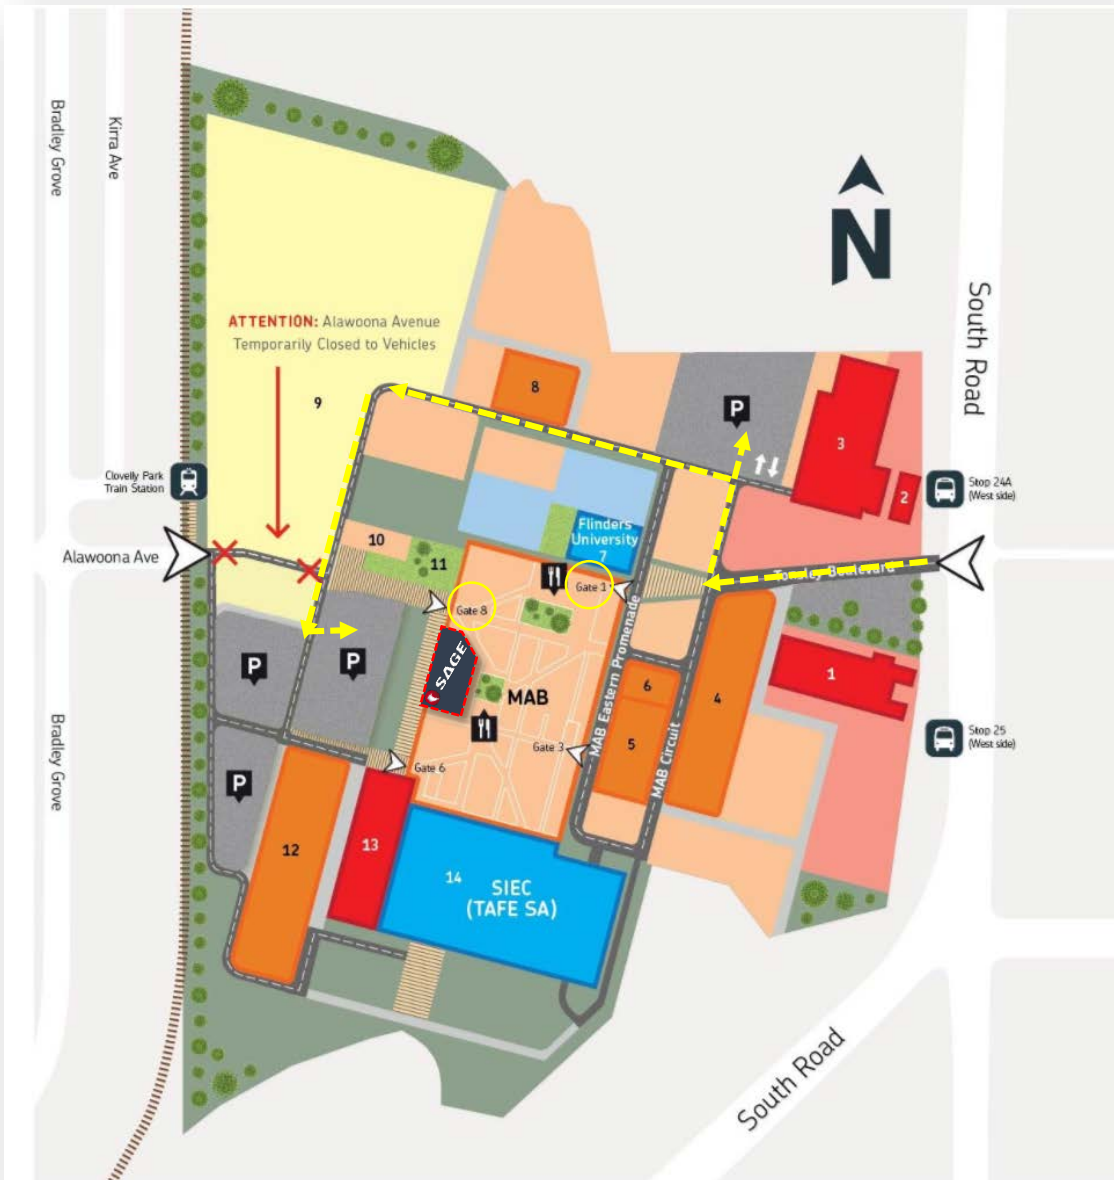 Bradley Grove
Kirra Ave
N
South Road
ATTENTION: Alawoona Avenue
Temporarily Closed to Vehicles
9
8
P
3
2
Clovelly Park
Train Station
Stop 24A
(West side)
Alawoona Ave
10
11
Flinders
University
7
Tonsley Boulevard
Gate 1
Gate 8
SAGE
MAB
MAB Eastern Promenade
MAB Circuit
P
P
6
4
1
5
Gate 3
Gate 6
Stop 25
(West side)
Bradley Grove
P
12
13
14
SIEC
(TAFE SA)
South Road